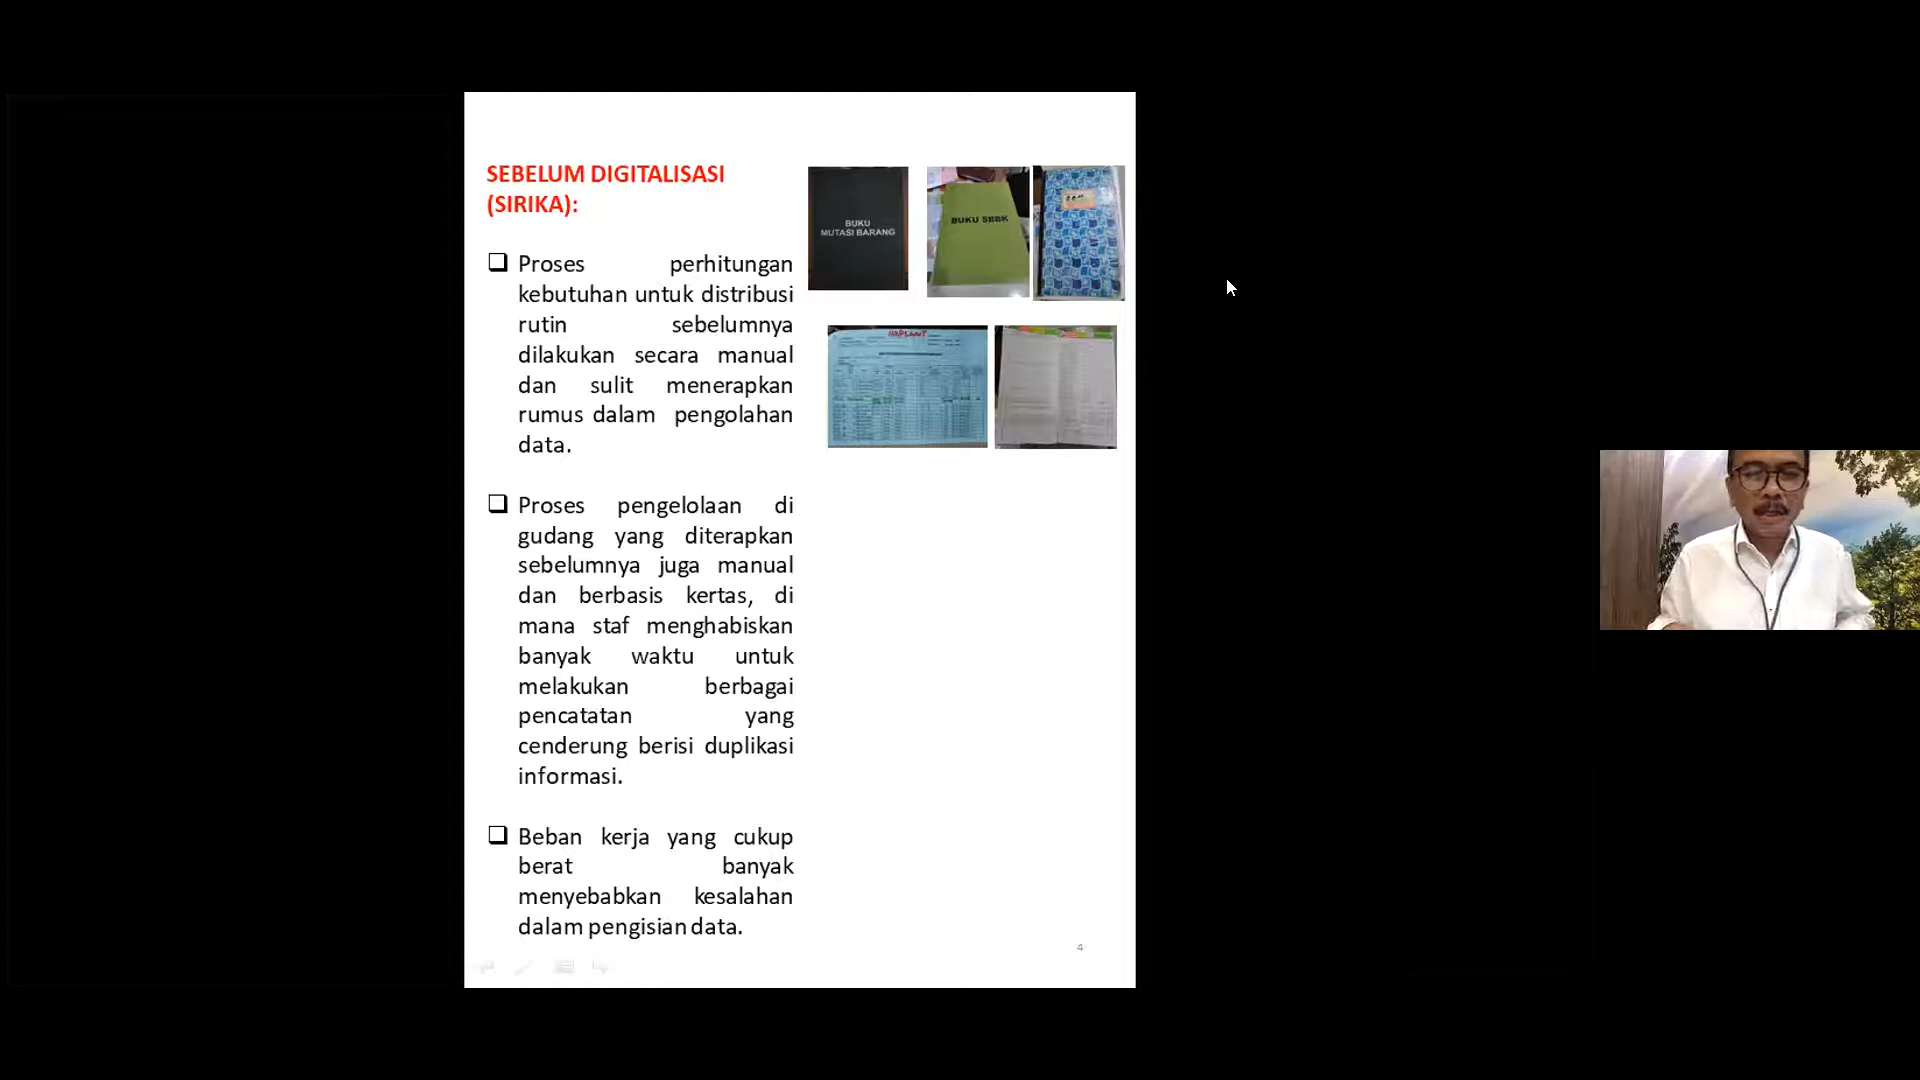 SEBELUM DIGITALISASI
(SIRIKA):
Proses perhitungan
kebutuhan untuk distribusi
rutin sebelumnya
dilakukan secara manual
dan sulit menerapkan
rumus dalam pengolahan
data.
Proses pengelolaan di
gudang yang diterapkan
sebelumnya juga manual
dan berbasis kertas, di
mana staf menghabiskan
banyak waktu untuk
melakukan berbagai
pencatatan yang
cenderung berisi duplikasi
informasi.
Beban kerja yang cukup
berat banyak
menyebabkan kesalahan
dalam pengisian data.
BUKU
MUTASI BARANG
BUKU SBBK
4